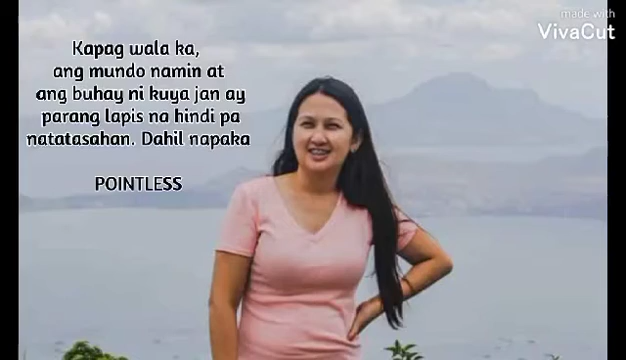 made with
VivaCut
Kapag wala ka,
ang mundo namin at
ang buhay ni kuya jan ay
parang lapis na hindi pa
natatasahan. Dahil napaka
POINTLESS